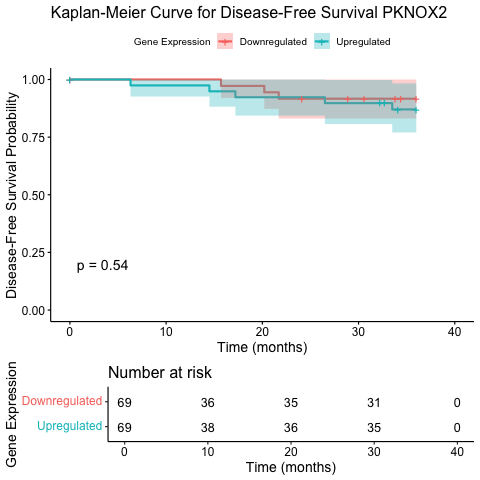 Kaplan-Meier Curve for Disease-Free Survival PKNOX2
Gene Expression Downregulated Upregulated
Disease-Free Survival Probability
1.00
0.75
0.50
0.25
0.00
p = 0.54
0 10 20 30 40
Time (months)
Number at risk
Gene Expression
Downregulated 69 36 35 31 0
Upregulated 69 38 36 35 0
0 10 20 30 40
Time (months)